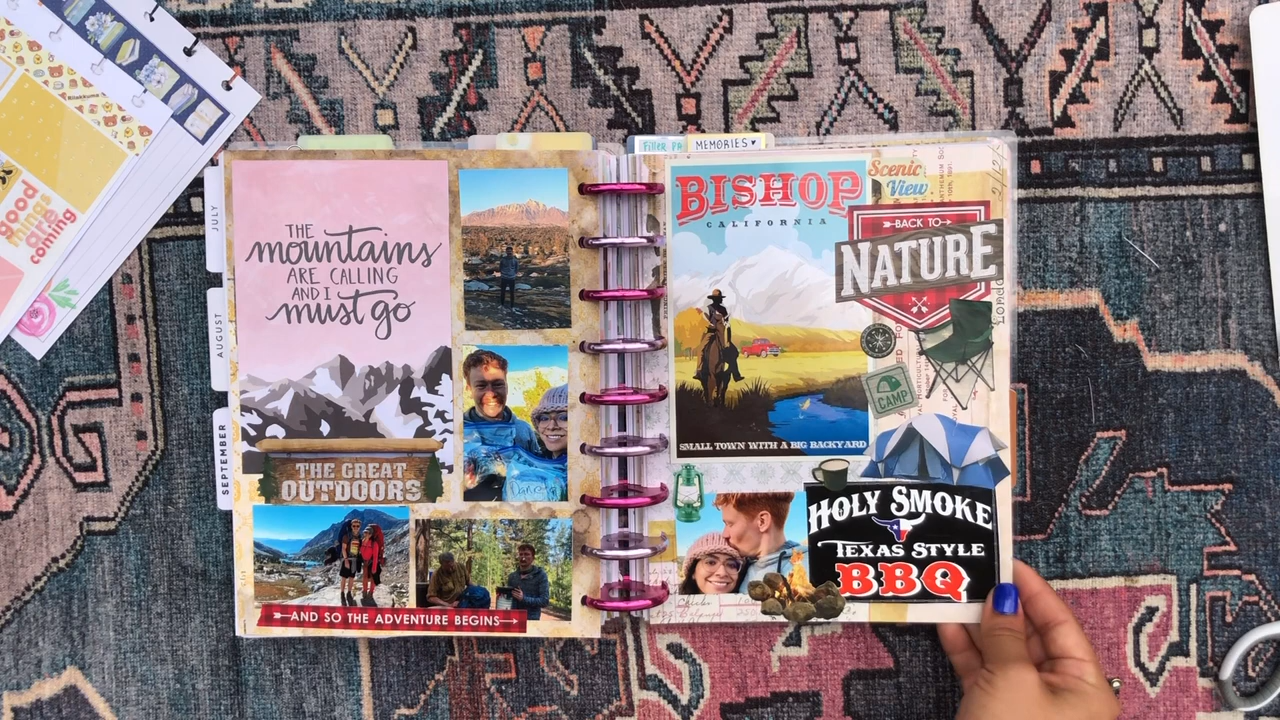 good
things
are
coming
JULY
AUGUST
SEPTEMBER
THE
mountains
ARE CALLING
AND I
must go
THE GREAT
OUTDOORS
AND SO THE ADVENTURE BEGINS
Filler PA
MEMORIES
BISHOP
CALIFORNIA
SMALL TOWN WITH A BIG BACKYARD
Scenic
View
BACK TO
NATURE
CAMP
HOLY SMOKE
TEXAS STYLE
BBQ